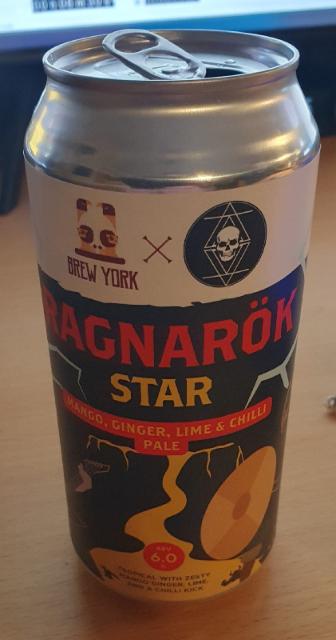 BREW YORK
RAGNARÖK
STAR
MANGO, GINGER, LIME & CHILLI
PALE
ABV
6.0
%
TROPICAL WITH ZESTY
MANGO GINGER, LIME,
AND A CHILLI KICK